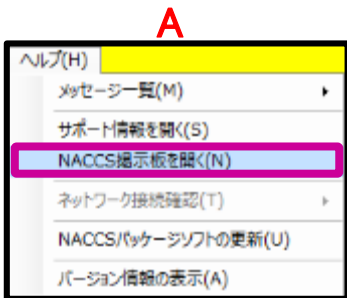 A
ヘルプ(H)
メッセージ一覧(M)
サポート情報を開く(S)
NACCS掲示板を開く(N)
ネットワーク接続確認(T)
NACCSパッケージソフトの更新(U)
バージョン情報の表示(A)